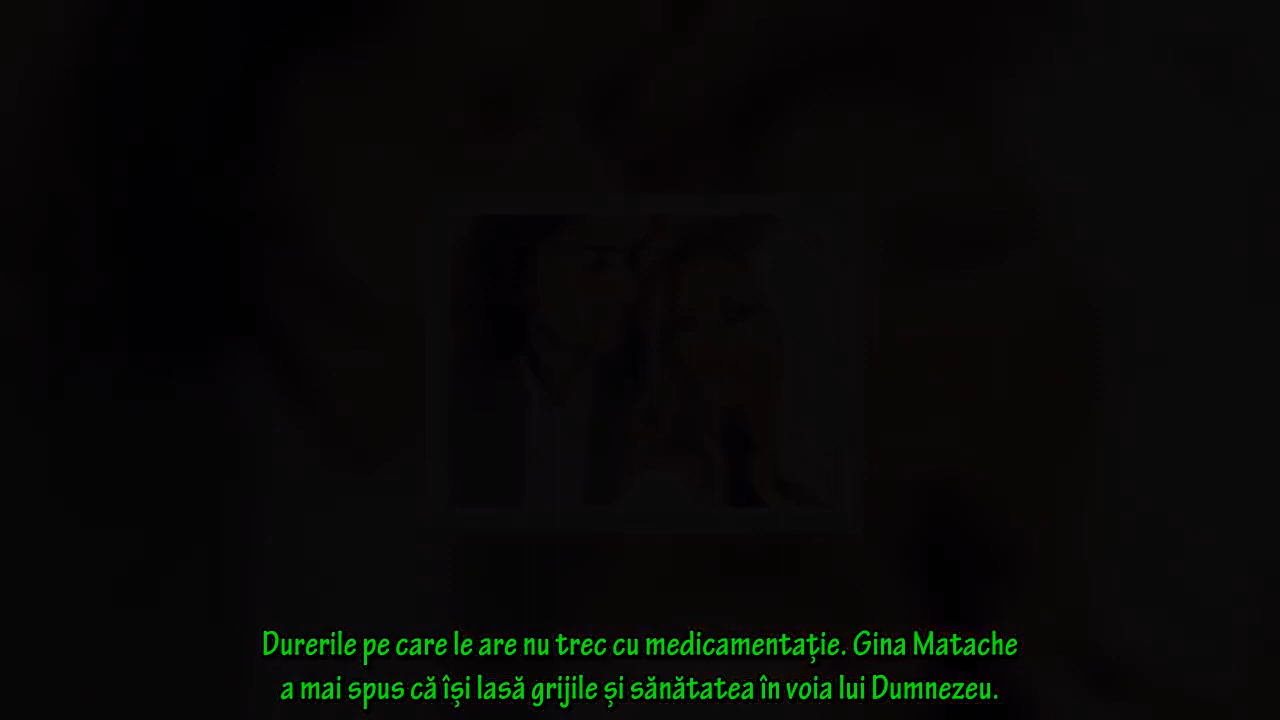 Durerile pe care le are nu trec cu medicamentație. Gina Matache
a mai spus că își lasă grijile și sănătatea în voia lui Dumnezeu.